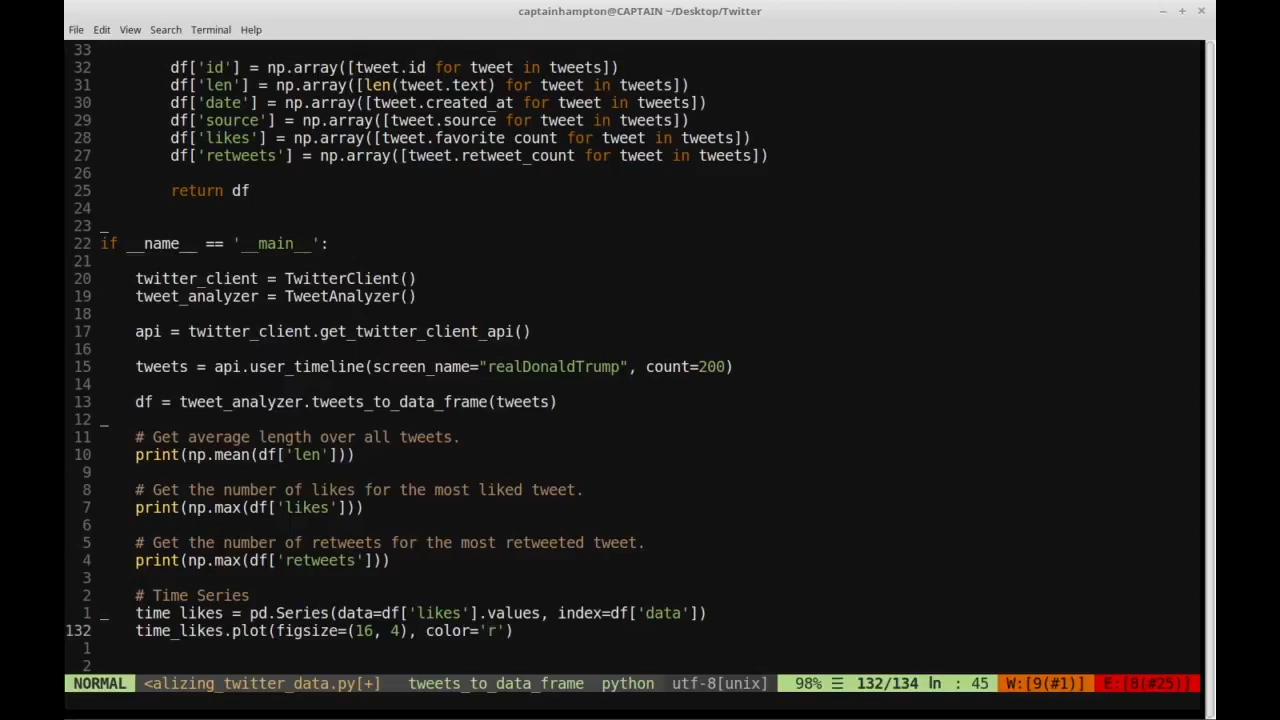 captainhampton@CAPTAIN ~/Desktop/Twitter
File Edit View Search Terminal Help
33
32 df['id'] = np.array([tweet.id for tweet in tweets])
31 df['len'] = np.array([len(tweet.text) for tweet in tweets])
30 df['date'] = np.array([tweet.created_at for tweet in tweets])
29 df['source'] = np.array([tweet.source for tweet in tweets])
28 df['likes'] = np.array([tweet.favorite count for tweet in tweets])
27 df['retweets'] = np.array([tweet.retweet_count for tweet in tweets])
26
25 return df
24
23 _
22 if __name__ == '__main__':
21
20 twitter_client = TwitterClient()
19 tweet_analyzer = TweetAnalyzer()
18
17 api = twitter_client.get_twitter_client_api()
16
15 tweets = api.user_timeline(screen_name="realDonaldTrump", count=200)
14
13 df = tweet_analyzer.tweets_to_data_frame(tweets)
12 _
11 # Get average length over all tweets.
10 print(np.mean(df['len']))
9
8 # Get the number of likes for the most liked tweet.
7 print(np.max(df['likes']))
6
5 # Get the number of retweets for the most retweeted tweet.
4 print(np.max(df['retweets']))
3
2 # Time Series
1 _ time likes = pd.Series(data=df['likes'].values, index=df['data'])
132 time_likes.plot(figsize=(16, 4), color='r')
1
2
NORMAL <alizing_twitter_data.py[+] tweets_to_data_frame python utf-8[unix] 98% ☰ 132/134 ln : 45 W:[9(#1)] E:[8(#25)]